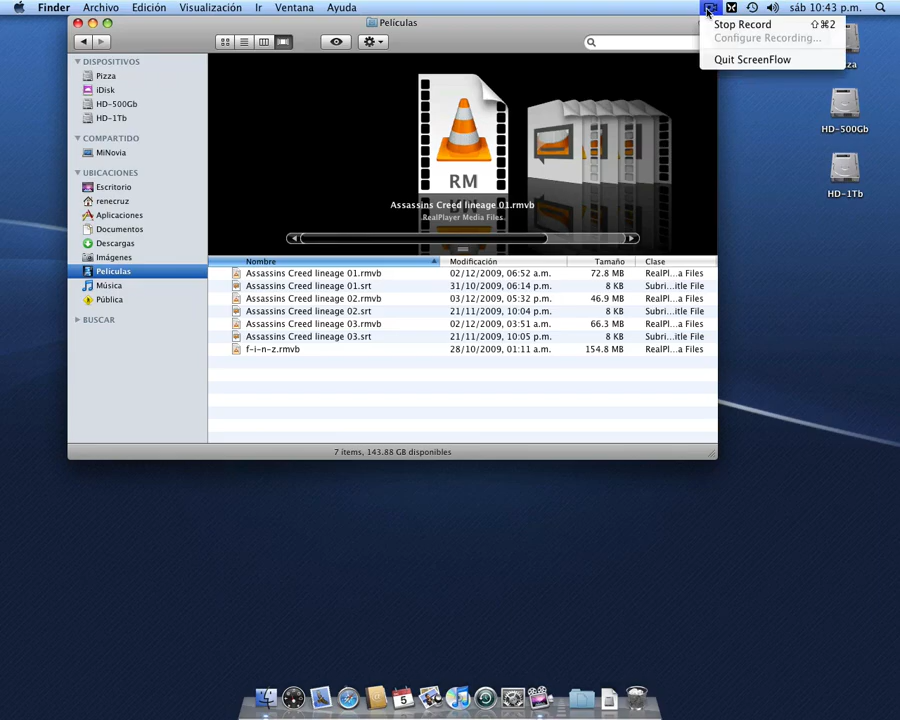 Finder Archivo Edición Visualización Ir Ventana Ayuda sáb 10:43 p.m.
Películas
Stop Record ⇧⌘2
Configure Recording...
Quit ScreenFlow
DISPOSITIVOS
Pizza
iDisk
HD-500Gb
HD-1Tb
COMPARTIDO
MiNovia
UBICACIONES
Escritorio
renecruz
Aplicaciones
Documentos
Descargas
Imágenes
Películas
Música
Pública
BUSCAR
RM
Assassins Creed lineage 01.rmvb
RealPlayer Media Files
Nombre Modificación Tamaño Clase
Assassins Creed lineage 01.rmvb 02/12/2009, 06:52 a.m. 72.8 MB RealPl...a Files
Assassins Creed lineage 01.srt 31/10/2009, 06:14 p.m. 8 KB Subri...itle File
Assassins Creed lineage 02.rmvb 03/12/2009, 05:32 p.m. 46.9 MB RealPl...a Files
Assassins Creed lineage 02.srt 21/11/2009, 10:04 p.m. 8 KB Subri...itle File
Assassins Creed lineage 03.rmvb 02/12/2009, 03:51 a.m. 66.3 MB RealPl...a Files
Assassins Creed lineage 03.srt 21/11/2009, 10:05 p.m. 8 KB Subri...itle File
f-i-n-z.rmvb 28/10/2009, 01:11 a.m. 154.8 MB RealPl...a Files
7 items, 143.88 GB disponibles
zza
HD-500Gb
HD-1Tb
5